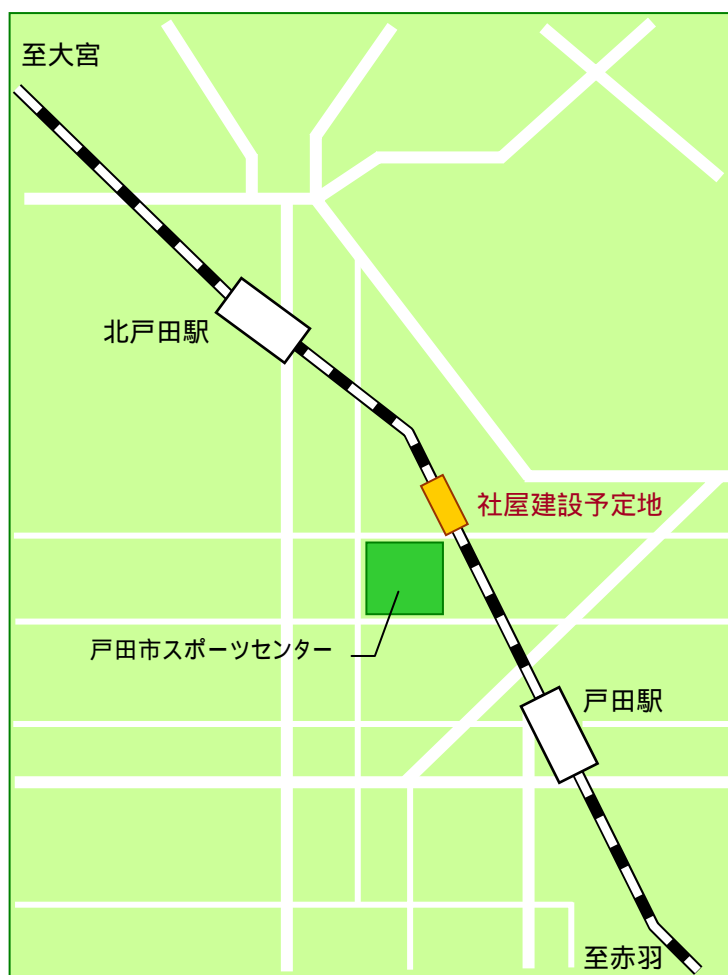 至大宮
北戸田駅
社屋建設予定地
戸田市スポーツセンター
戸田駅
至赤羽